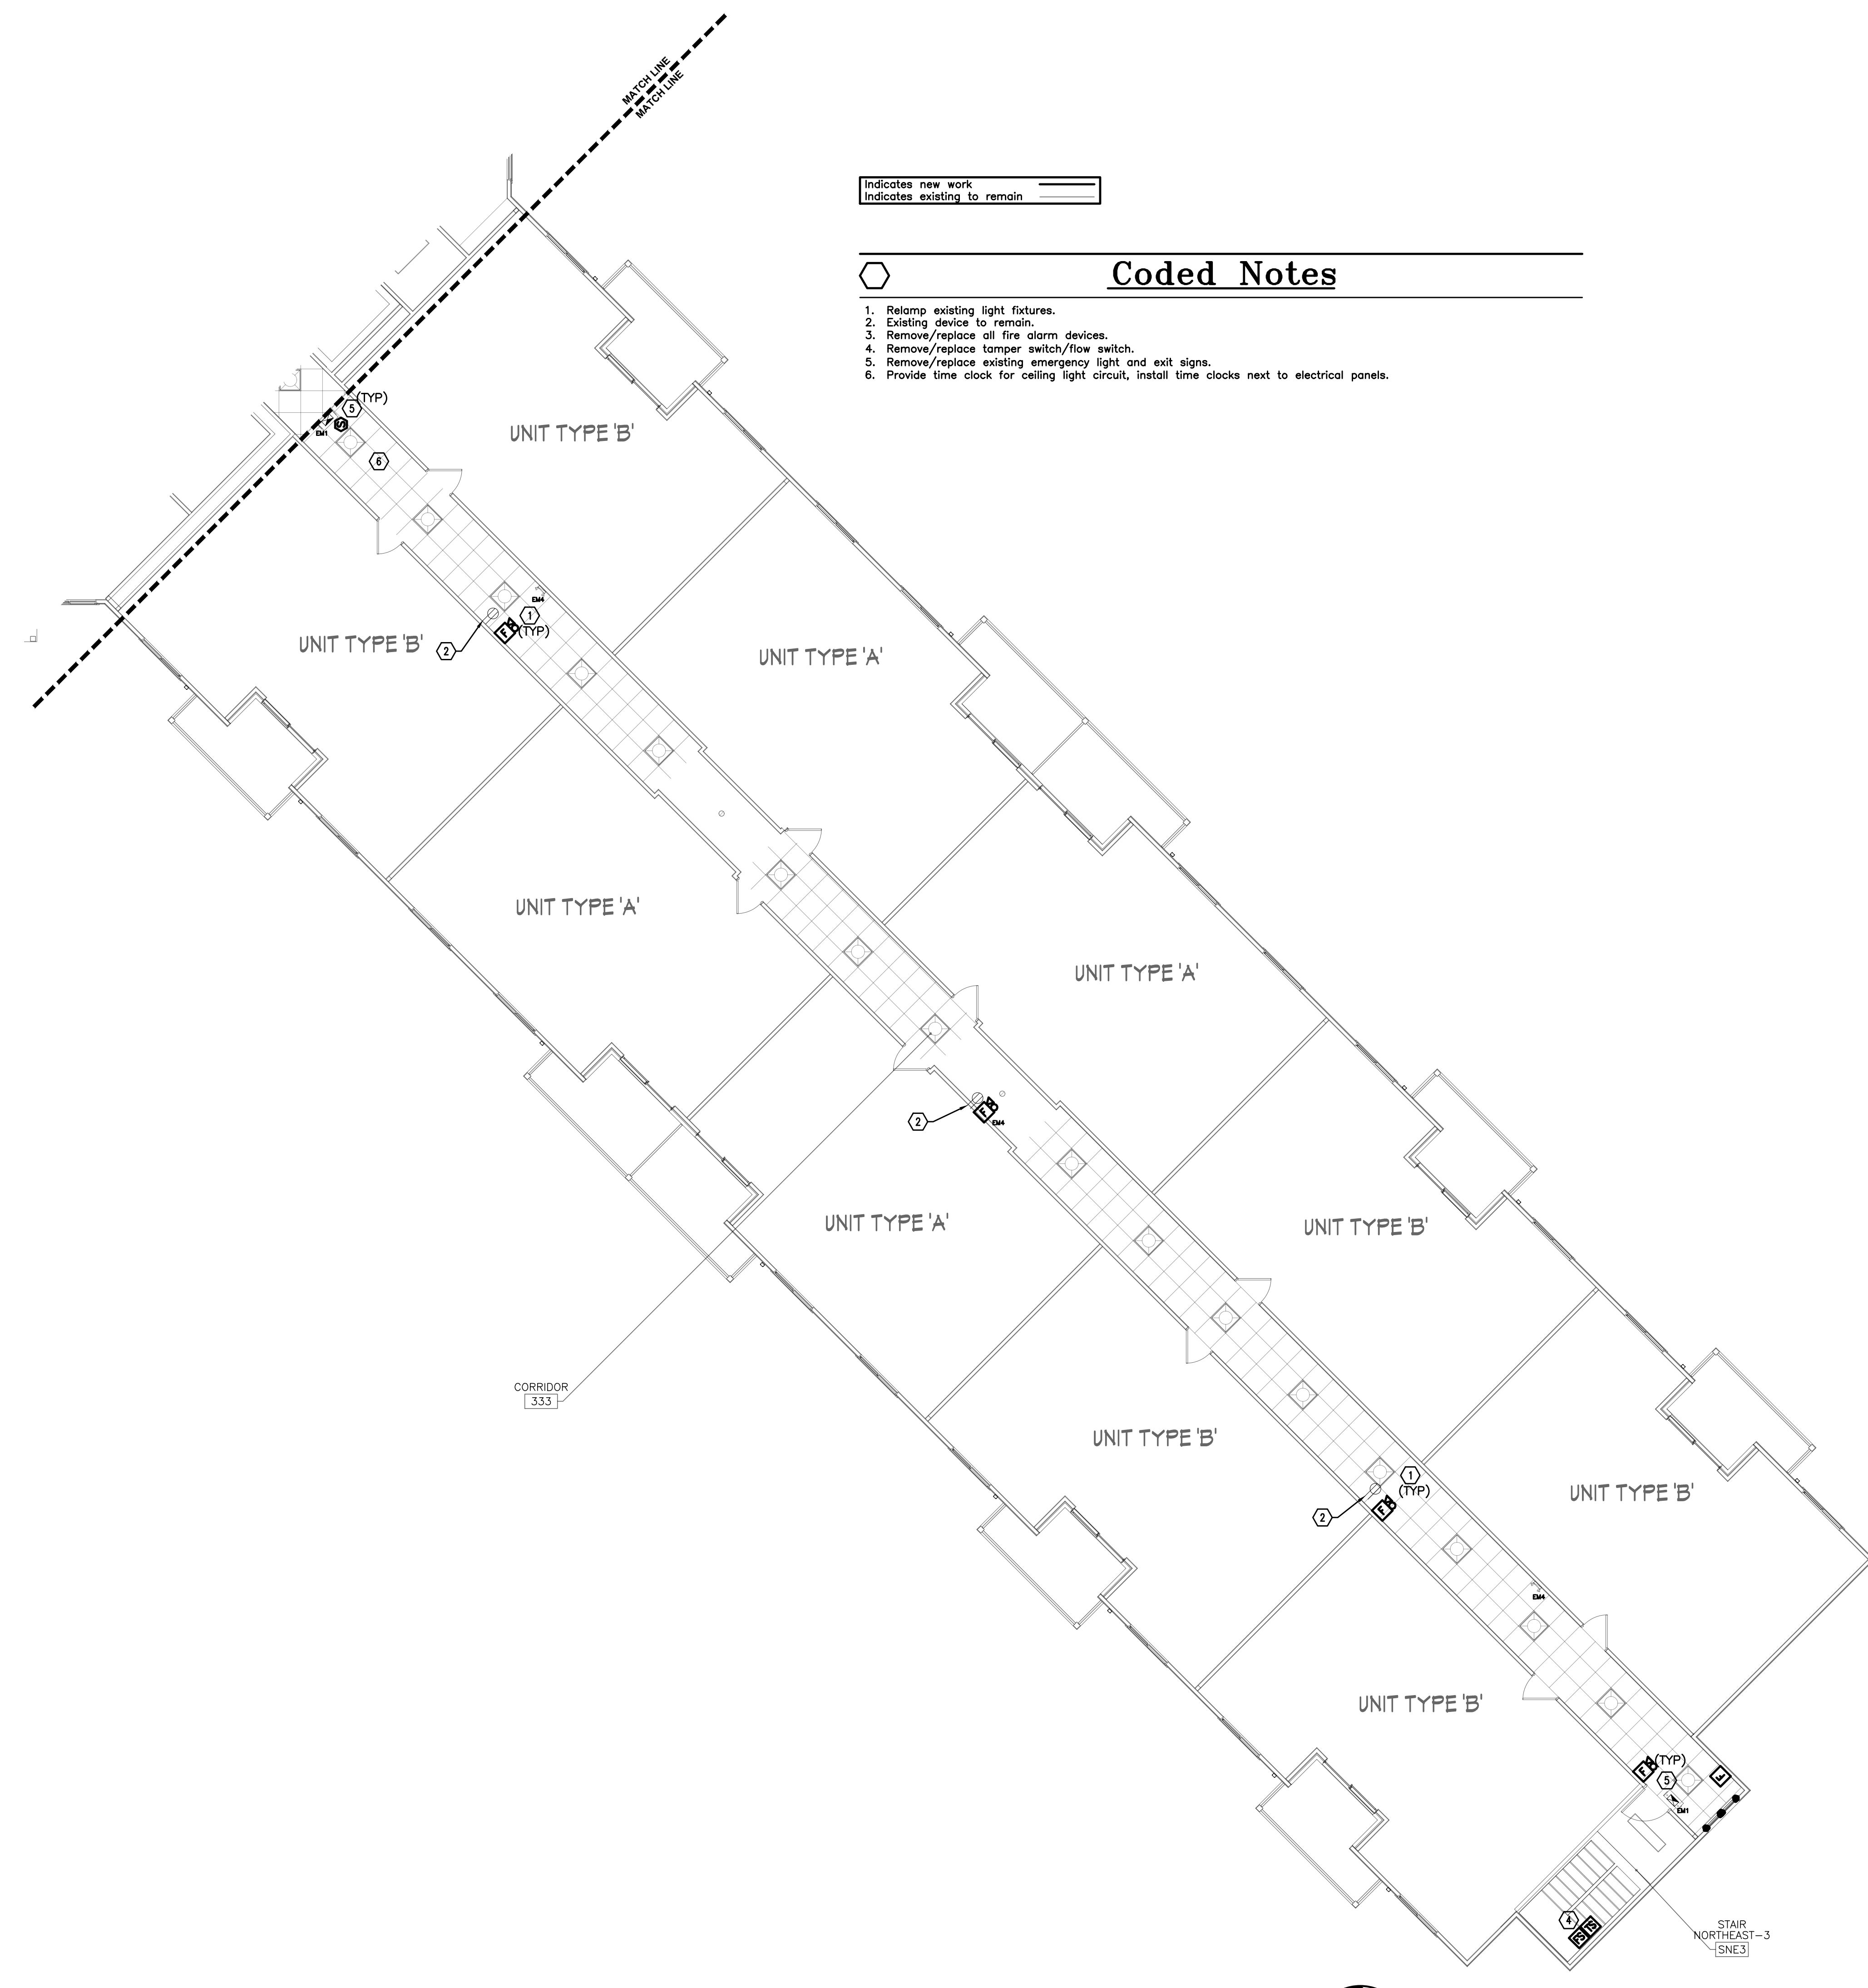 MATCH LINE
MATCH LINE
Indicates new work
Indicates existing to remain
Coded Notes
1. Relamp existing light fixtures.
2. Existing device to remain.
3. Remove/replace all fire alarm devices.
4. Remove/replace tamper switch/flow switch.
5. Remove/replace existing emergency light and exit signs.
6. Provide time clock for ceiling light circuit, install time clocks next to electrical panels.
(TYP)
5
S
EM1
6
UNIT TYPE 'B'
EM4
1
(TYP)
F
2
UNIT TYPE 'B'
UNIT TYPE 'A'
UNIT TYPE 'A'
UNIT TYPE 'A'
2
F
EM4
UNIT TYPE 'A'
UNIT TYPE 'B'
CORRIDOR
333
UNIT TYPE 'B'
1
(TYP)
2
F
UNIT TYPE 'B'
EM4
UNIT TYPE 'B'
(TYP)
F
5
F
EM1
4
FS
TS
STAIR
NORTHEAST-3
SNE3